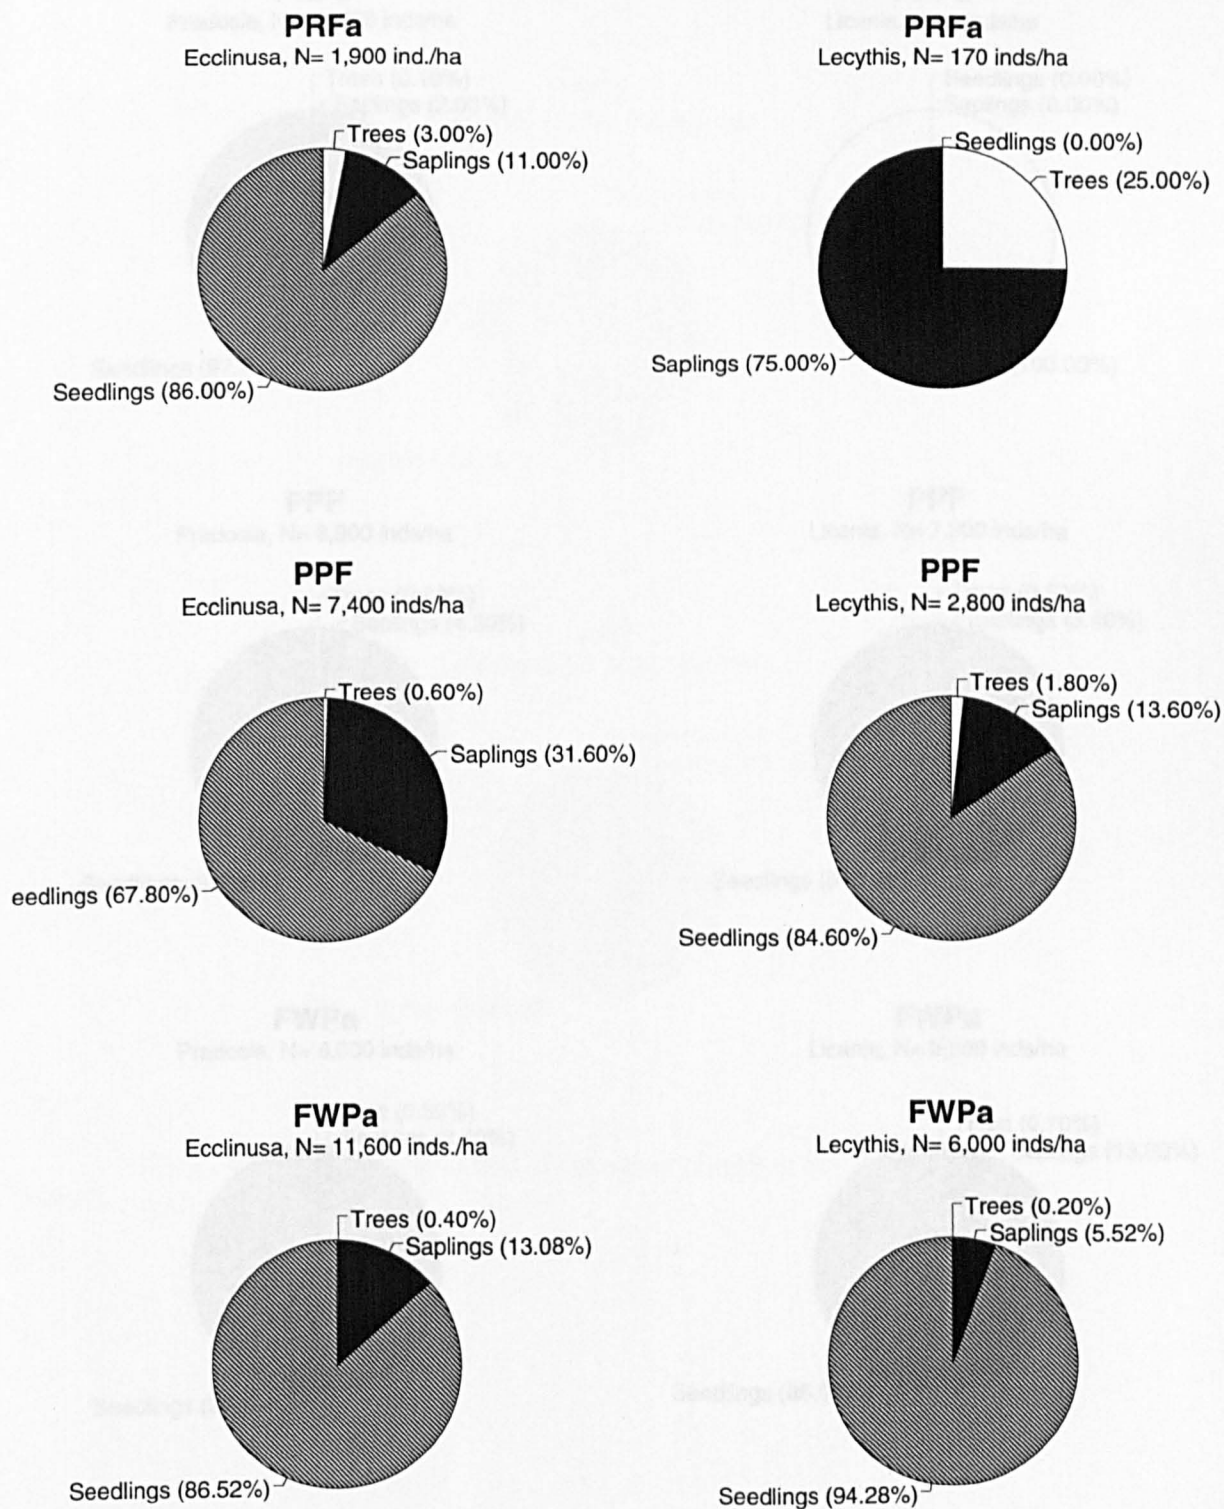 PRFa
Ecclinusa, N= 1,900 ind./ha
Trees (3.00%)
Saplings (11.00%)
Seedlings (86.00%)
PRFa
Lecythis, N= 170 inds/ha
Seedlings (0.00%)
Trees (25.00%)
Saplings (75.00%)
PPF
Ecclinusa, N= 7,400 inds/ha
Trees (0.60%)
Saplings (31.60%)
eedlings (67.80%)
PPF
Lecythis, N= 2,800 inds/ha
Trees (1.80%)
Saplings (13.60%)
Seedlings (84.60%)
FWPa
Ecclinusa, N= 11,600 inds./ha
Trees (0.40%)
Saplings (13.08%)
Seedlings (86.52%)
FWPa
Lecythis, N= 6,000 inds/ha
Trees (0.20%)
Saplings (5.52%)
Seedlings (94.28%)